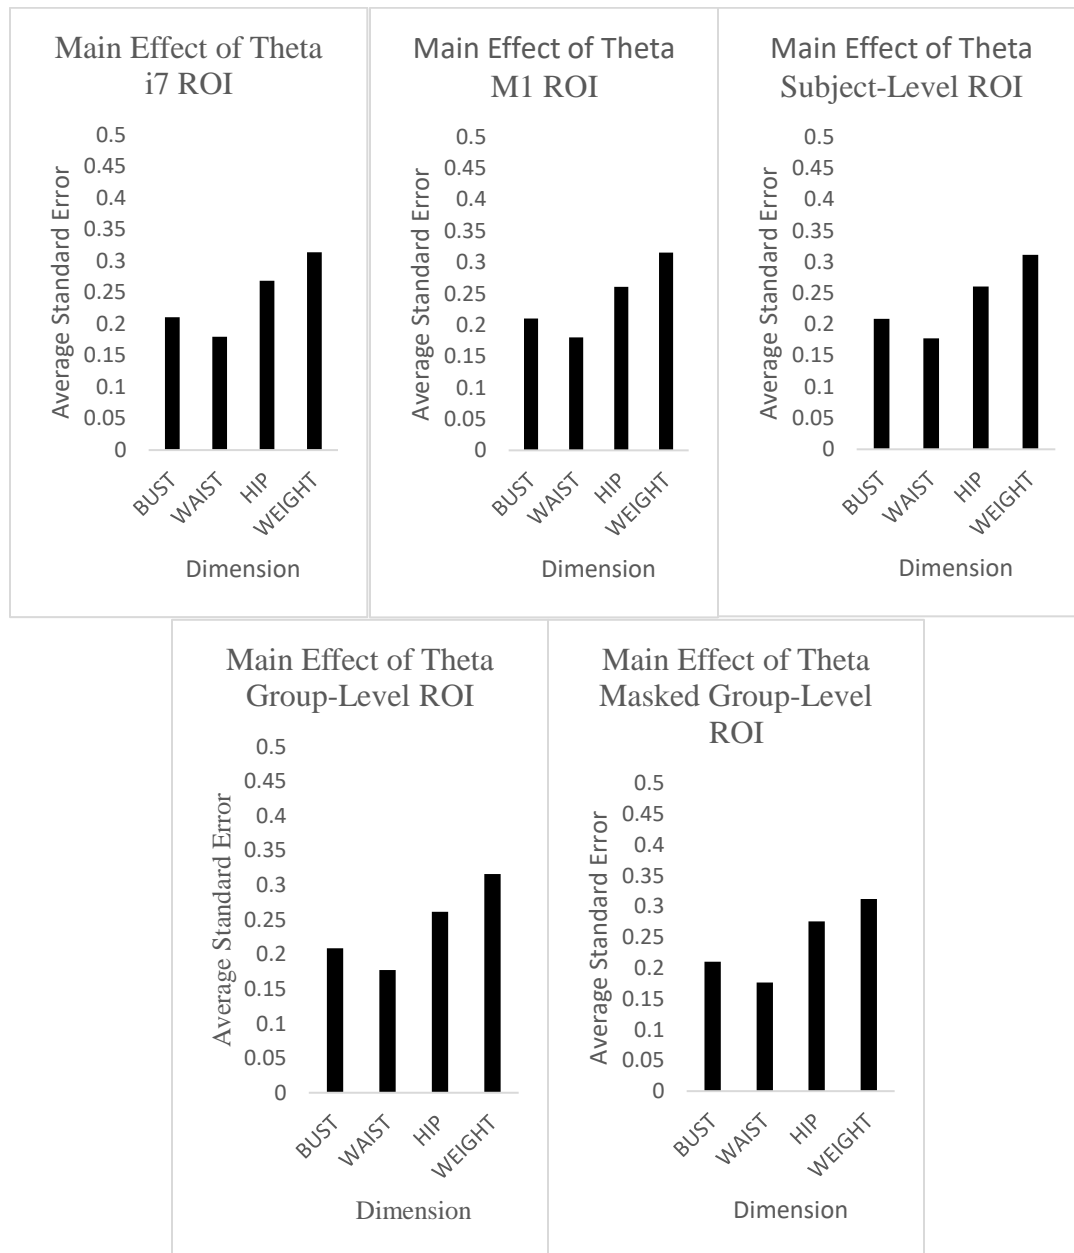 Main Effect of Theta
i7 ROI
0.5
0.45
0.4
0.35
0.3
0.25
0.2
0.15
0.1
0.05
0
Average Standard Error
BUST
WAIST
HIP
WEIGHT
Dimension
Main Effect of Theta
M1 ROI
0.5
0.45
0.4
0.35
0.3
0.25
0.2
0.15
0.1
0.05
0
Average Standard Error
BUST
WAIST
HIP
WEIGHT
Dimension
Main Effect of Theta
Subject-Level ROI
0.5
0.45
0.4
0.35
0.3
0.25
0.2
0.15
0.1
0.05
0
Average Standard Error
BUST
WAIST
HIP
WEIGHT
Dimension
Main Effect of Theta
Group-Level ROI
0.5
0.45
0.4
0.35
0.3
0.25
0.2
0.15
0.1
0.05
0
Average Standard Error
BUST
WAIST
HIP
WEIGHT
Dimension
Main Effect of Theta
Masked Group-Level
ROI
0.5
0.45
0.4
0.35
0.3
0.25
0.2
0.15
0.1
0.05
0
Average Standard Error
BUST
WAIST
HIP
WEIGHT
Dimension